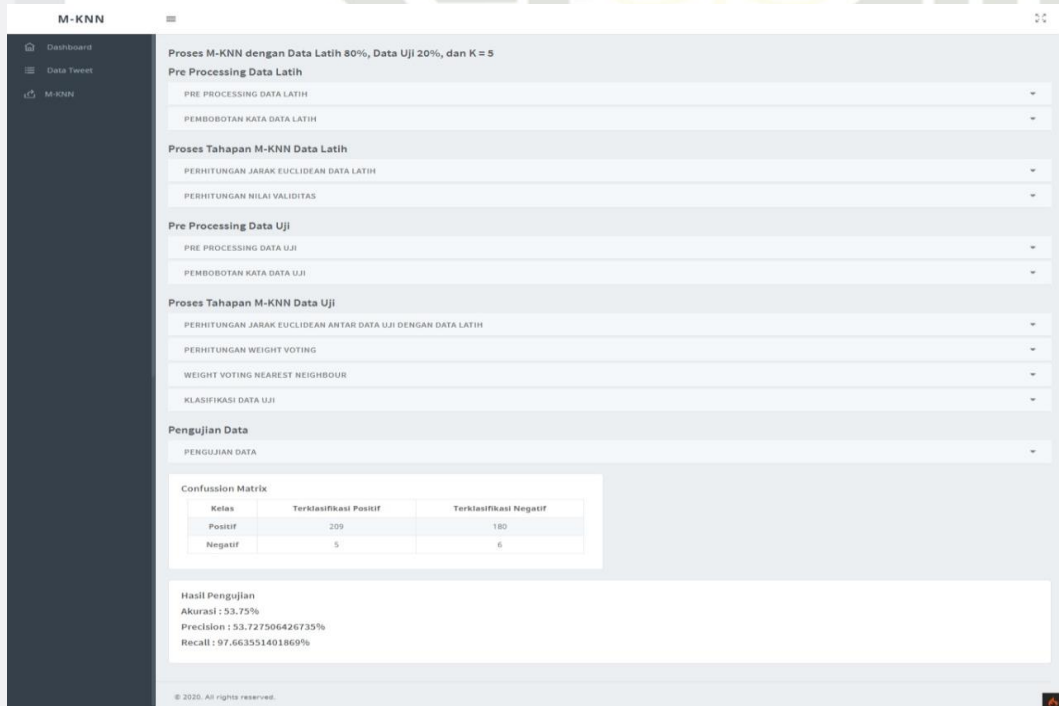 M-KNN
Dashboard
Data Tweet
M-KNN
Proses M-KNN dengan Data Latih 80%, Data Uji 20%, dan K = 5
Pre Processing Data Latih
PRE PROCESSING DATA LATIH
PEMBOBOTAN KATA DATA LATIH
Proses Tahapan M-KNN Data Latih
PERHITUNGAN JARAK EUCLIDEAN DATA LATIH
PERHITUNGAN NILAI VALIDITAS
Pre Processing Data Uji
PRE PROCESSING DATA UJI
PEMBOBOTAN KATA DATA UJI
Proses Tahapan M-KNN Data Uji
PERHITUNGAN JARAK EUCLIDEAN ANTAR DATA UJI DENGAN DATA LATIH
PERHITUNGAN WEIGHT VOTING
WEIGHT VOTING NEAREST NEIGHBOUR
KLASIFIKASI DATA UJI
Pengujian Data
PENGUJIAN DATA
Confussion Matrix
Kelas Terklasifikasi Positif Terklasifikasi Negatif
Positif 209 180
Negatif 5 6
Hasil Pengujian
Akurasi : 53.75%
Precision : 53.727506426735%
Recall : 97.663551401869%
© 2020. All rights reserved.